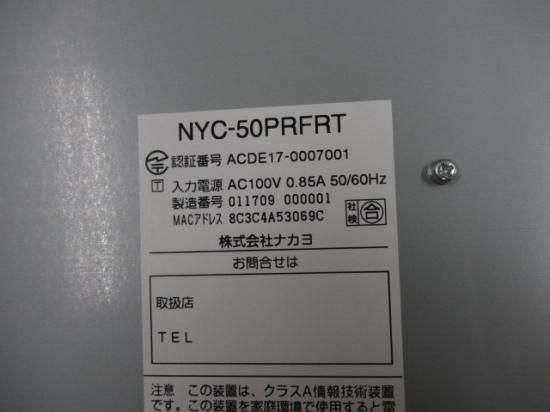 NYC-50PRFRT
認証番号 ACDE17-0007001
T 入力電源 AC100V 0.85A 50/60Hz
製造番号 011709 000001
MACアドレス 8C3C4A53069C
社検 合
株式会社ナカヨ
お問合せは
取扱店
TEL
注意 この装置は、クラスA情報技術装置
です。この装置を家庭環境で使用すると電